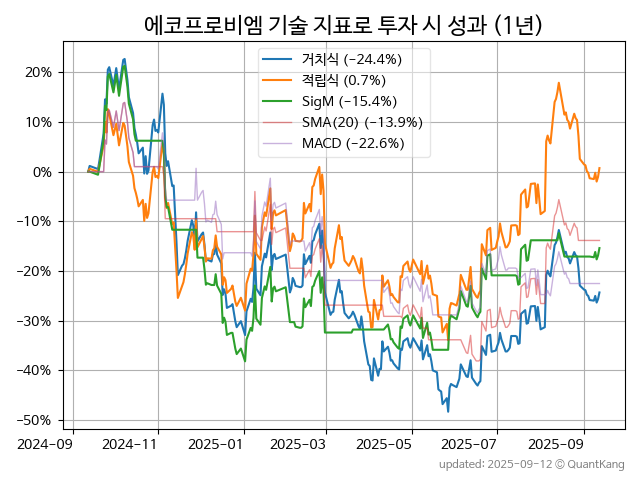 에코프로비엠 기술 지표로 투자 시 성과 (1년)
거치식 (−24.4%)
적립식 (0.7%)
SigM (−15.4%)
SMA(20) (−13.9%)
MACD (−22.6%)
20%
10%
0%
−10%
−20%
−30%
−40%
−50%
2024-09 2024-11 2025-01 2025-03 2025-05 2025-07 2025-09
updated: 2025-09-12 © QuantKang